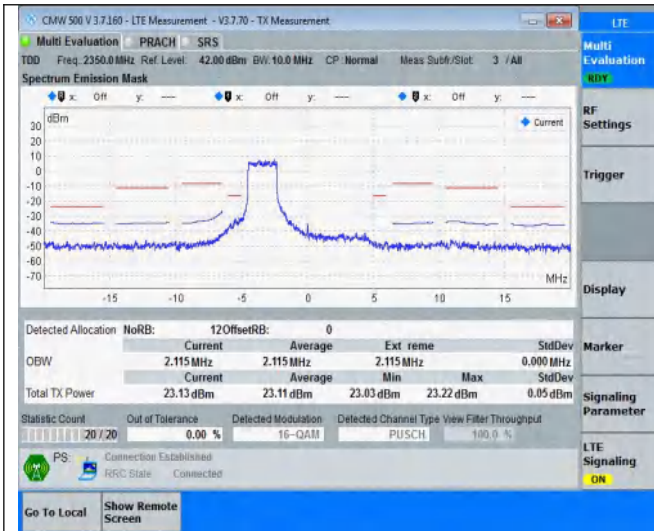 CMW 500 V 3.7.160 - LTE Measurement - V3.7.70 - TX Measurement
LTE
Multi Evaluation PRACH SRS
Multi Evaluation
RDY
TDD Freq.: 2350.0 MHz Ref. Level: 42.00 dBm BW: 10.0 MHz CP: Normal Meas Subfr./Slot: 3 / All
Spectrum Emission Mask
x: Off y: --- x: Off y: --- x: Off y: ---
RF Settings
dBm
Current
30
20
10
0
-10
-20
-30
-40
-50
-60
-70
MHz
-15 -10 -5 0 5 10 15
Trigger
Display
Detected Allocation NoRB: 12 OffsetRB: 0
Current Average Extreme StdDev
OBW 2.115 MHz 2.115 MHz 2.115 MHz 0.000 MHz
Current Average Min Max StdDev
Total TX Power 23.13 dBm 23.11 dBm 23.03 dBm 23.22 dBm 0.05 dBm
Marker
Signaling Parameter
Statistic Count Out of Tolerance Detected Modulation Detected Channel Type View Filter Throughput
20 / 20 0.00 % 16-QAM PUSCH 100.0 %
PS: Connection Established
RRC State Connected
LTE Signaling
ON
Go To Local
Show Remote Screen